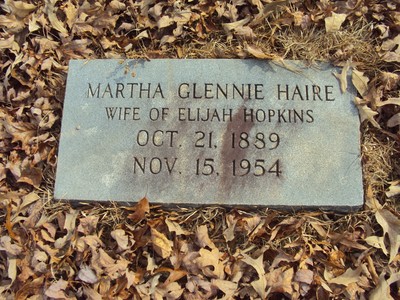 MARTHA GLENNIE HAIRE
WIFE OF ELIJAH HOPKINS
OCT. 21, 1889
NOV. 15, 1954